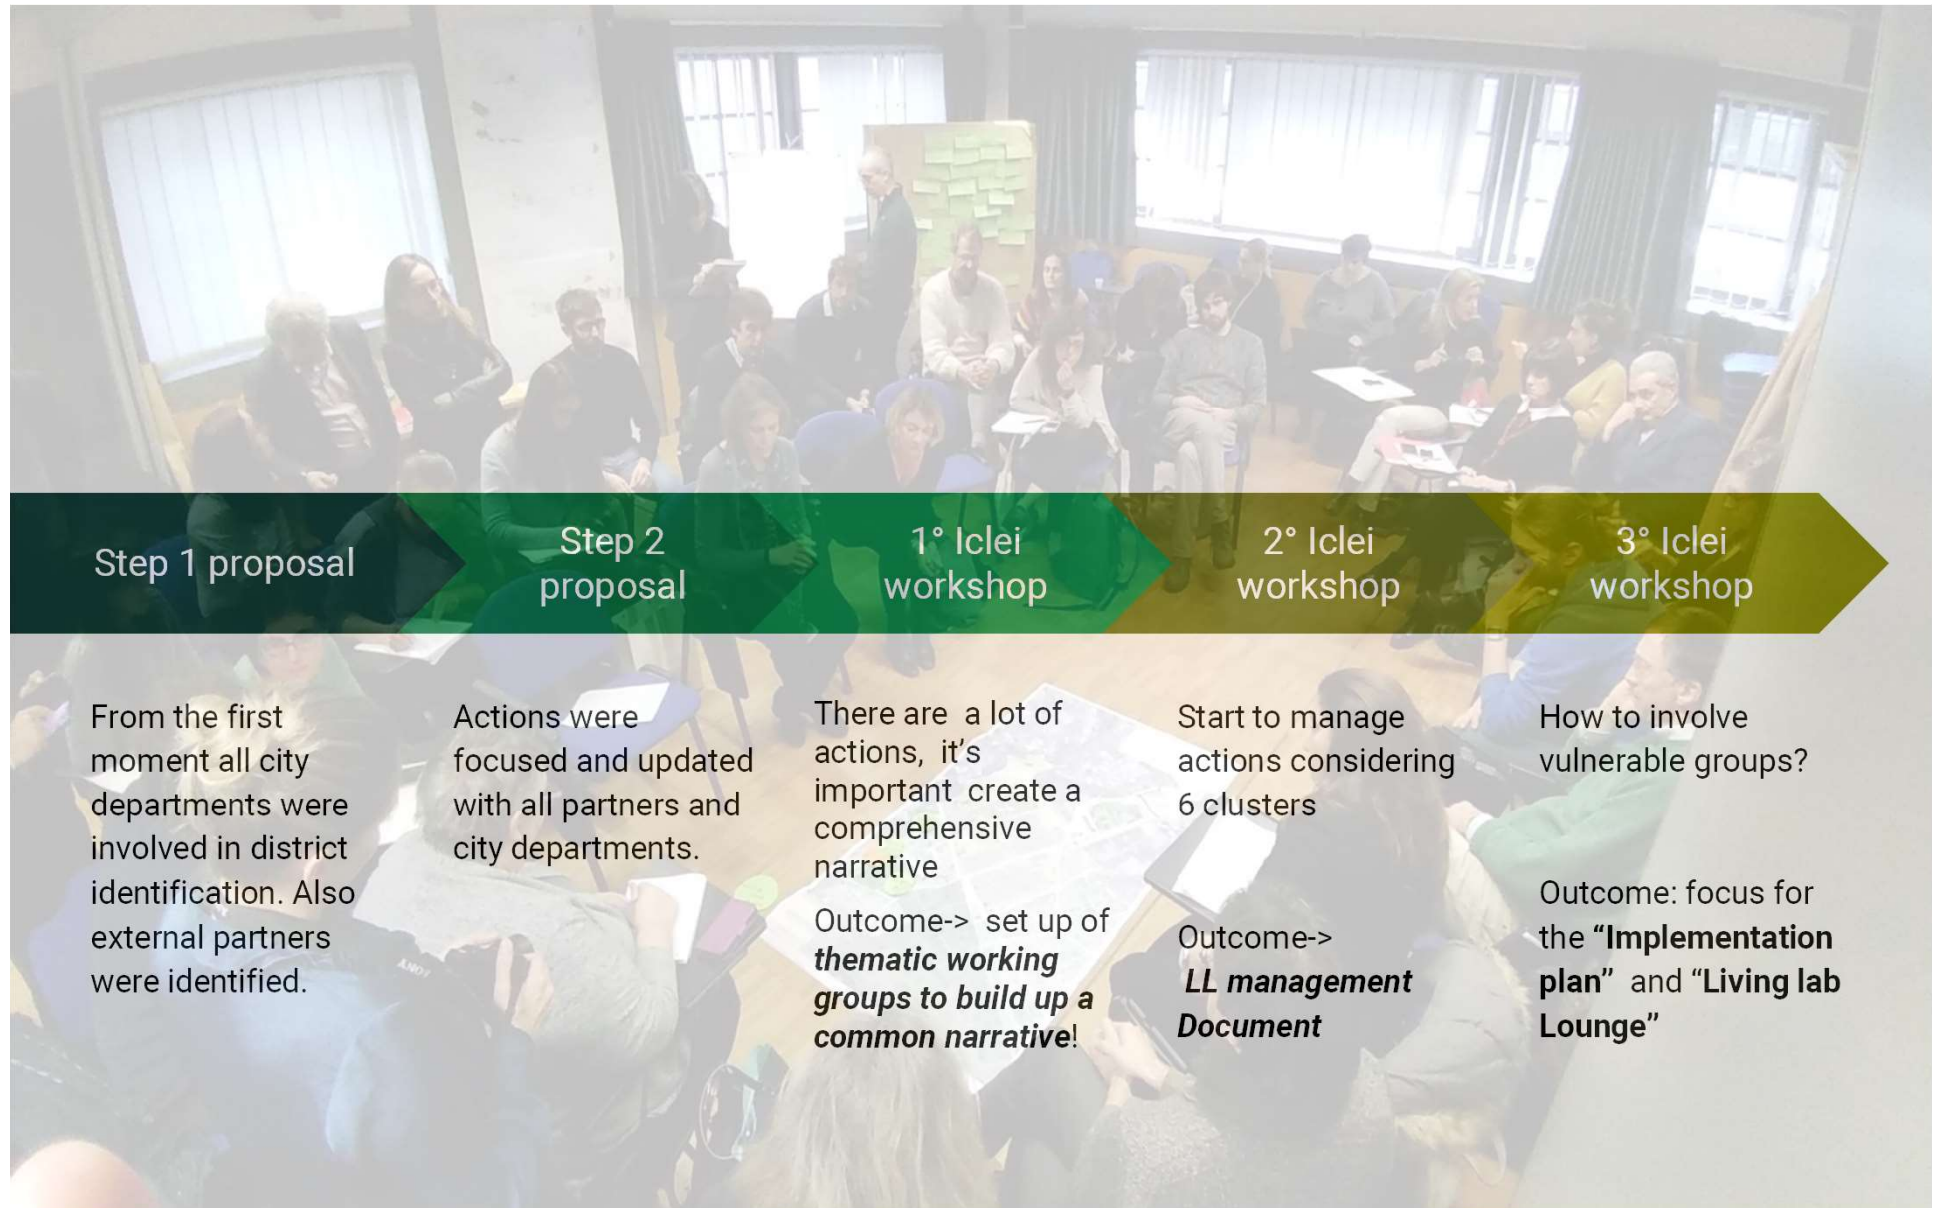 Step 1 proposal
Step 2
proposal
1° Iclei
workshop
2° Iclei
workshop
3° Iclei
workshop
From the first
moment all city
departments were
involved in district
identification. Also
external partners
were identified.
Actions were
focused and updated
with all partners and
city departments.
There are a lot of
actions, it's
important create a
comprehensive
narrative
Outcome-> set up of
thematic working
groups to build up a
common narrative!
Start to manage
actions considering
6 clusters
Outcome->
LL management
Document
How to involve
vulnerable groups?
Outcome: focus for
the “Implementation
plan” and “Living lab
Lounge”